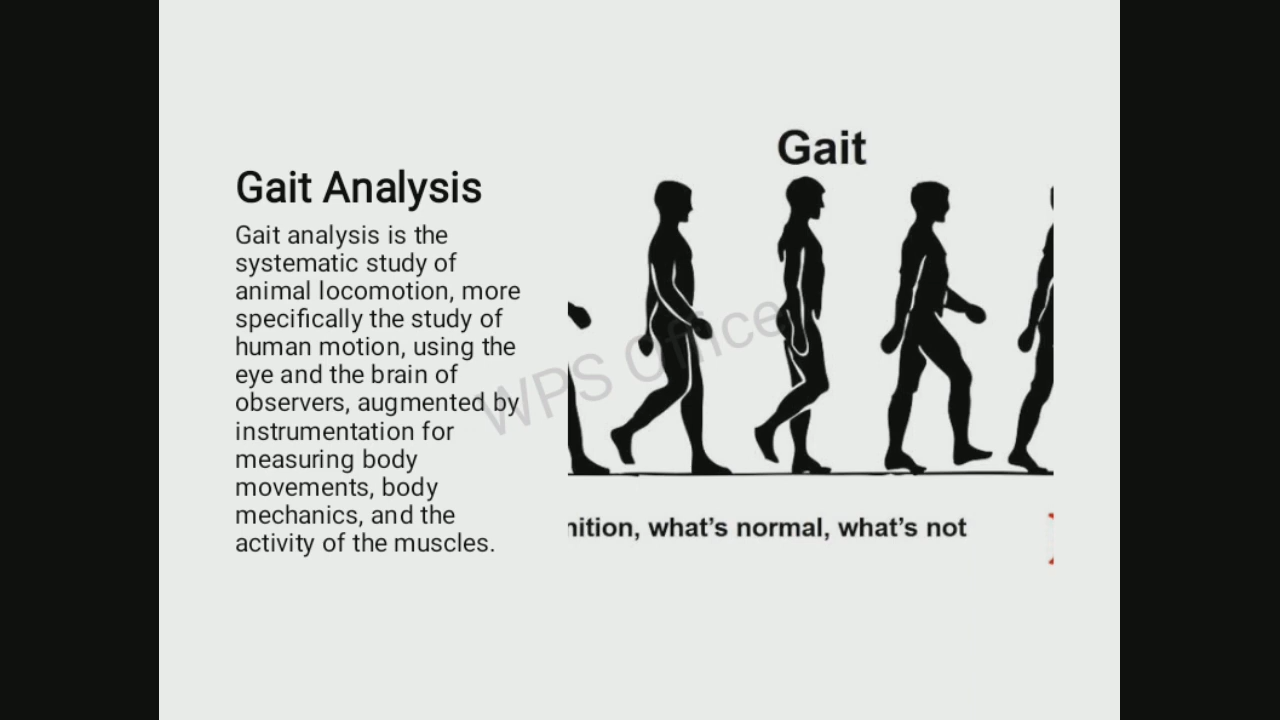 Gait
Gait Analysis
Gait analysis is the
systematic study of
animal locomotion, more
specifically the study of
human motion, using the
eye and the brain of
observers, augmented by
instrumentation for
measuring body
movements, body
mechanics, and the
activity of the muscles.
WPS Office
nition, what's normal, what's not